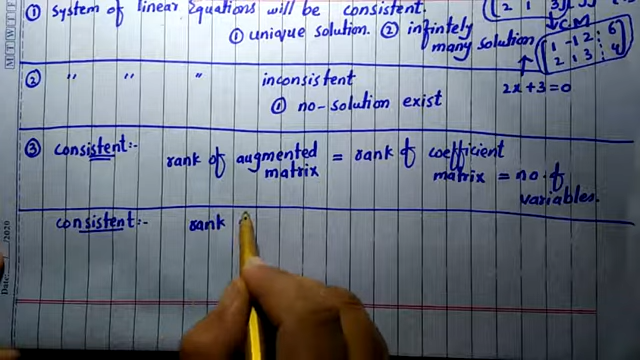 ① System of linear Equations will be consistent.
2 1 3
C.M
① unique solution. ② infintely
many solution
1 -1 2 : 6
2 1 3 : 4
2x+3=0
② " " " inconsistent
① no-solution exist
③ consistent:- rank of augmented = rank of coefficient
matrix matrix = no. of
variables.
consistent:- rank
Date: /2020